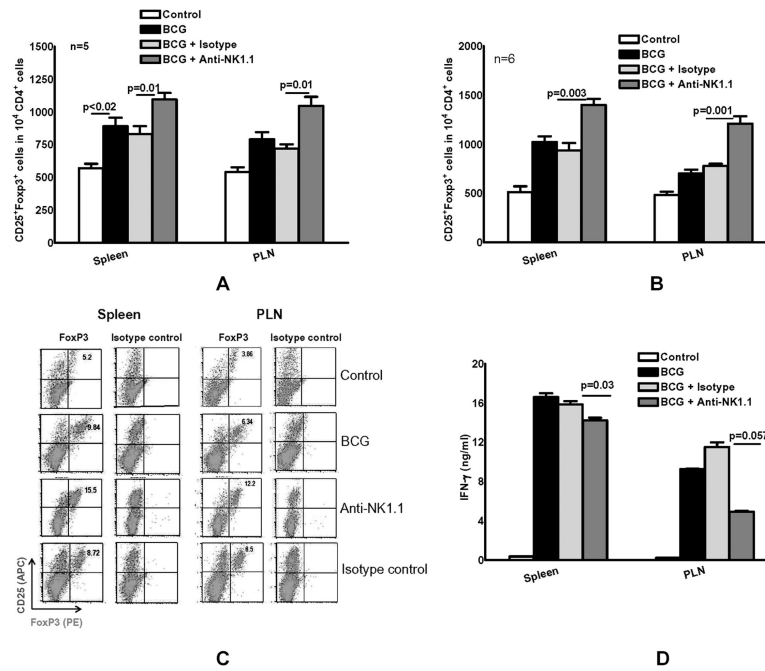 Control
BCG
BCG + Isotype
BCG + Anti-NK1.1
n=5
1500
1250
1000
750
500
250
0
CD25+Foxp3+ cells in 10⁴ CD4+ cells
p<0.02
p=0.01
p=0.01
Spleen
PLN
A
Control
BCG
BCG + Isotype
BCG + Anti-NK1.1
n=6
2000
1500
1000
500
0
CD25+Foxp3+ cells in 10⁴ CD4+ cells
p=0.003
p=0.001
Spleen
PLN
B
Spleen
PLN
FoxP3
Isotype control
FoxP3
Isotype control
5.2
3.86
Control
9.84
6.34
BCG
15.5
12.2
Anti-NK1.1
8.72
8.5
Isotype control
CD25 (APC)
FoxP3 (PE)
C
Control
BCG
BCG + Isotype
BCG + Anti-NK1.1
20
16
12
8
4
0
IFN-γ (ng/ml)
p=0.03
p=0.057
Spleen
PLN
D